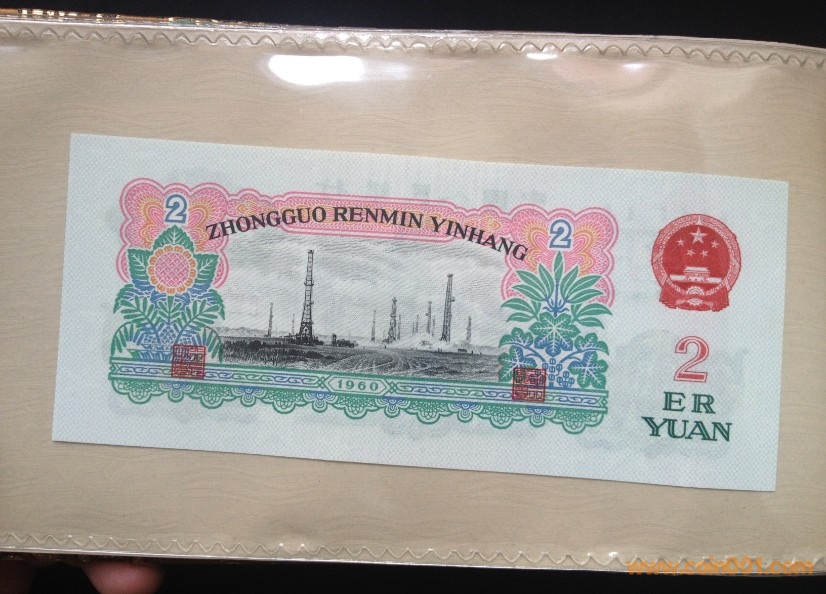 2
ZHONGGUO RENMIN YINHANG
2
1960
2
ER
YUAN